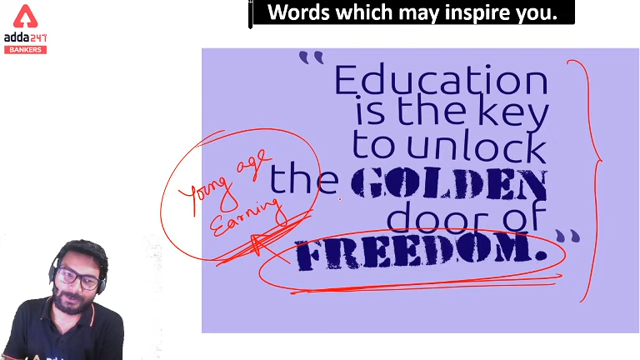 Words which may inspire you.
adda247
BANKERS
"Education
is the key
to unlock
the GOLDEN
door of
FREEDOM."
Young age
Earning